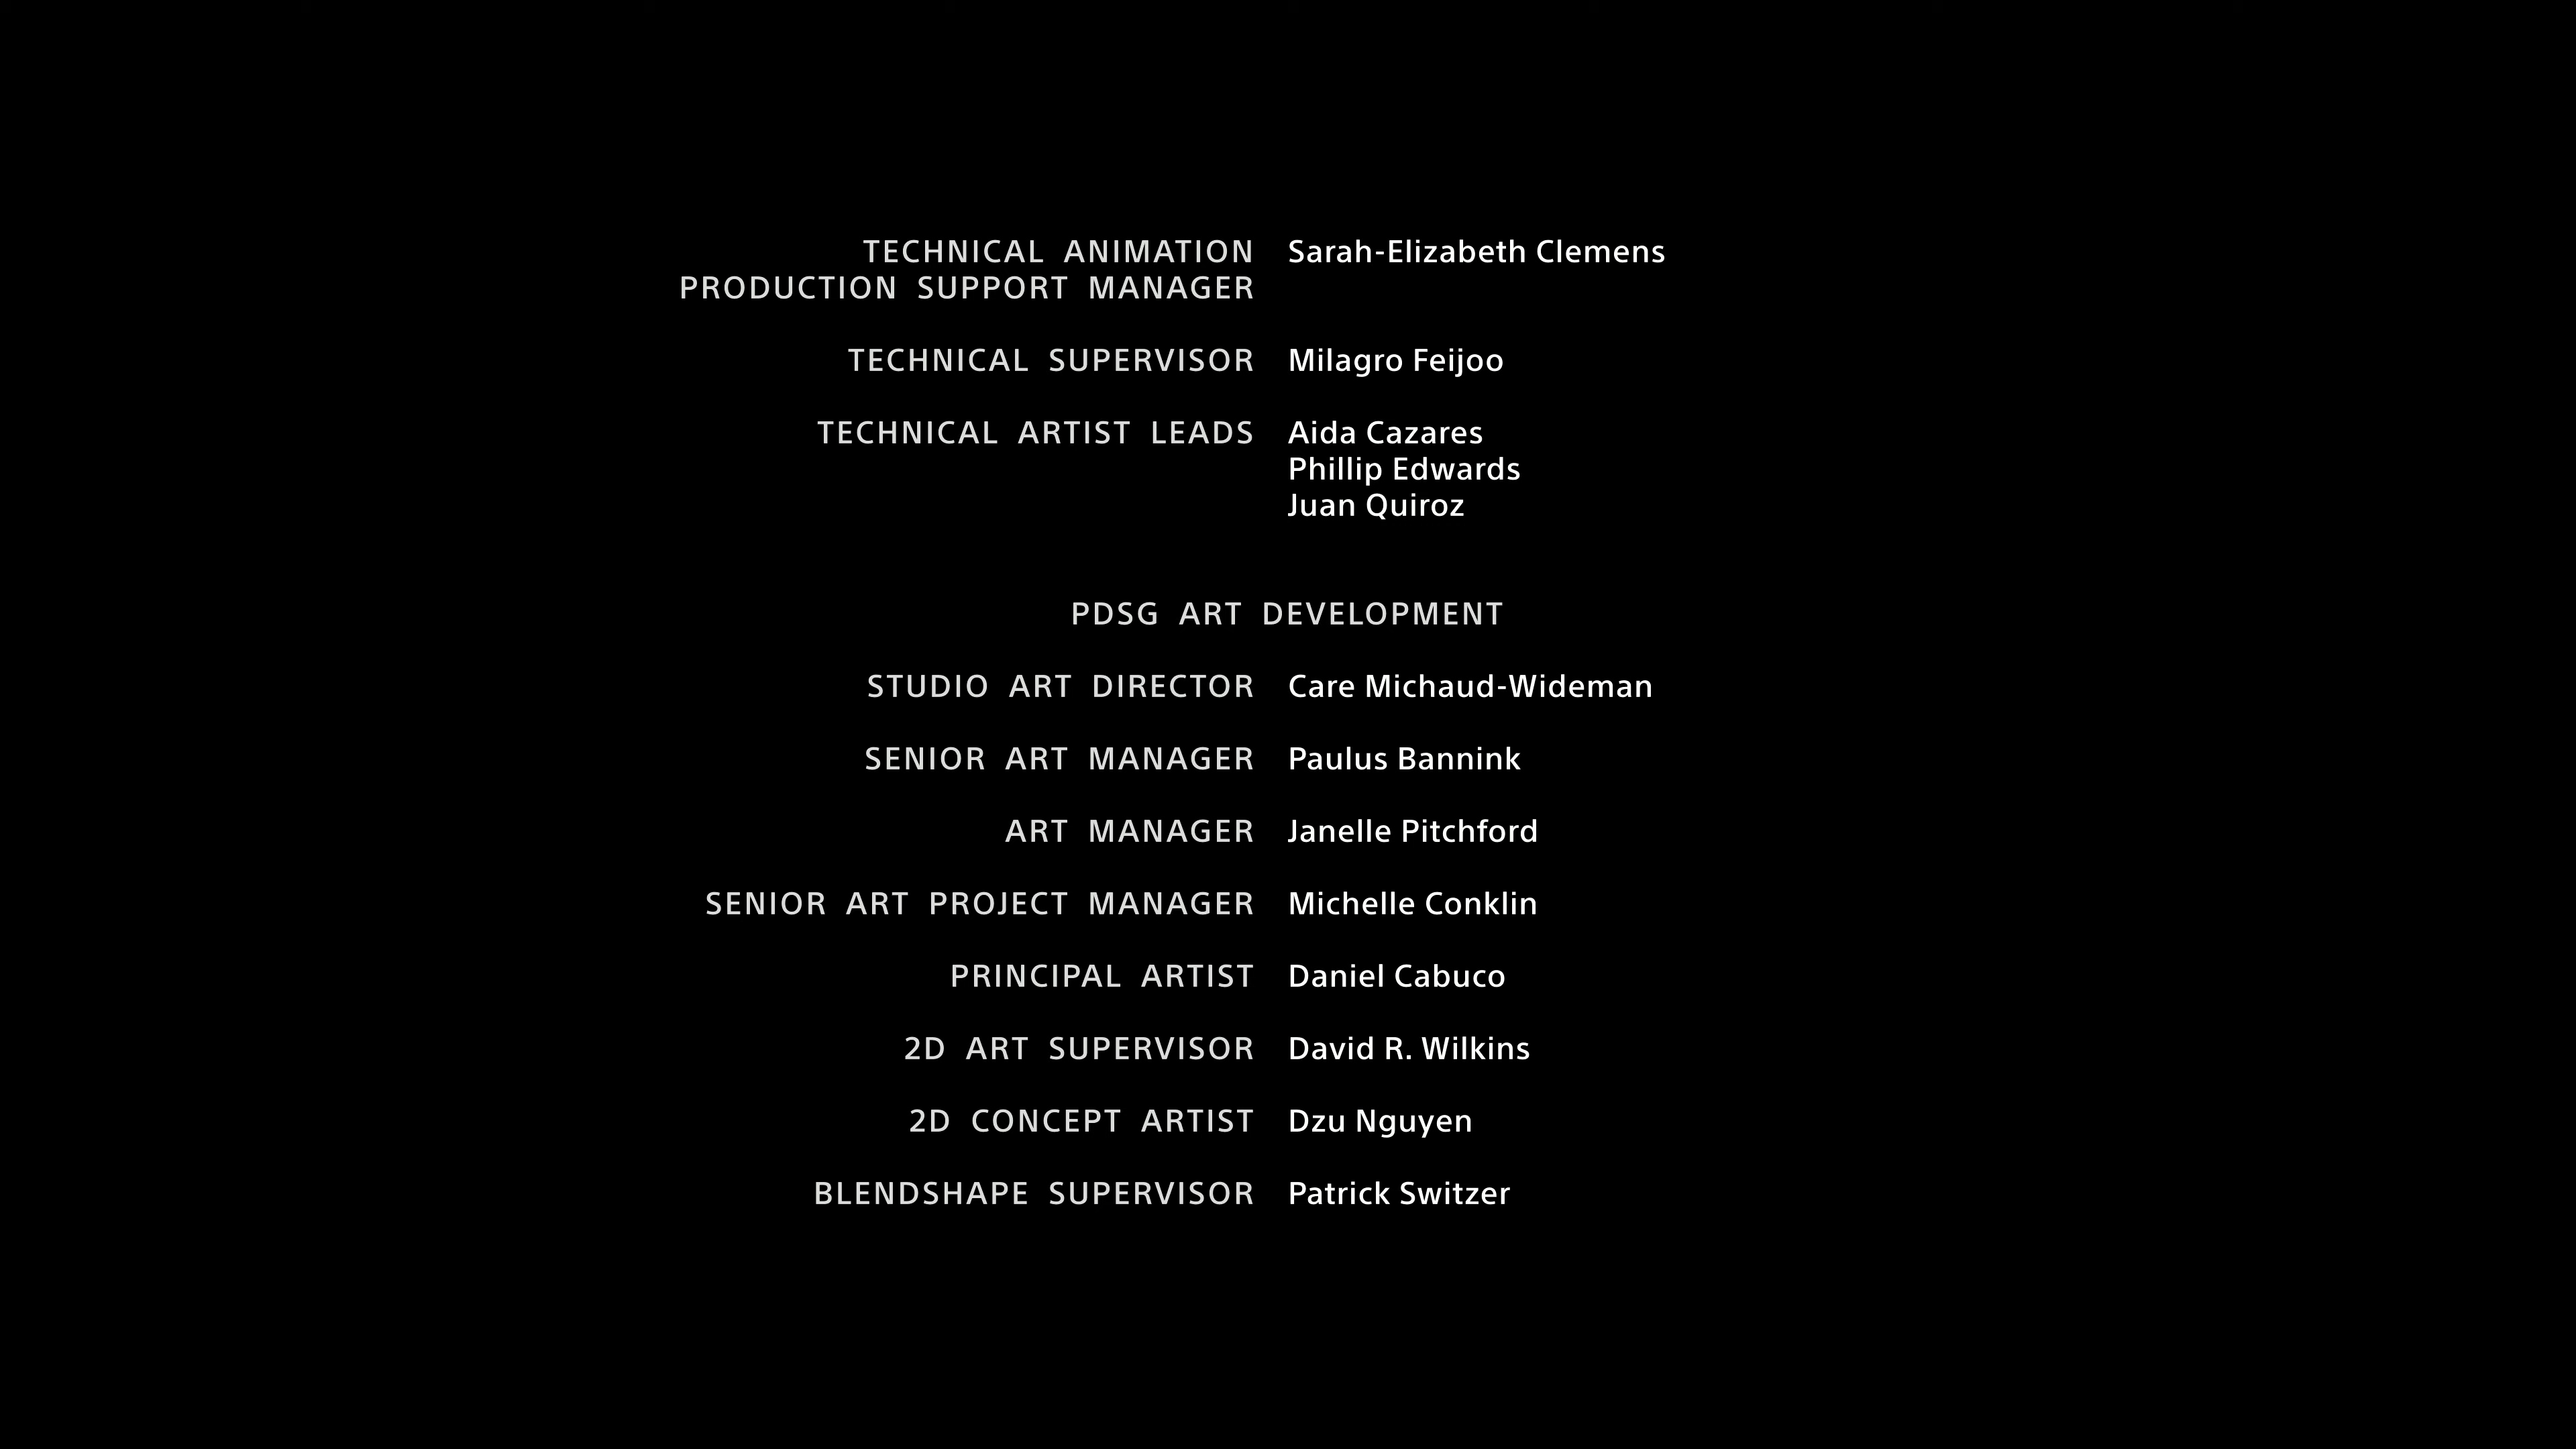 TECHNICAL ANIMATION Sarah-Elizabeth Clemens
PRODUCTION SUPPORT MANAGER
TECHNICAL SUPERVISOR Milagro Feijoo
TECHNICAL ARTIST LEADS Aida Cazares
Phillip Edwards
Juan Quiroz
PDSG ART DEVELOPMENT
STUDIO ART DIRECTOR Care Michaud-Wideman
SENIOR ART MANAGER Paulus Bannink
ART MANAGER Janelle Pitchford
SENIOR ART PROJECT MANAGER Michelle Conklin
PRINCIPAL ARTIST Daniel Cabuco
2D ART SUPERVISOR David R. Wilkins
2D CONCEPT ARTIST Dzu Nguyen
BLENDSHAPE SUPERVISOR Patrick Switzer